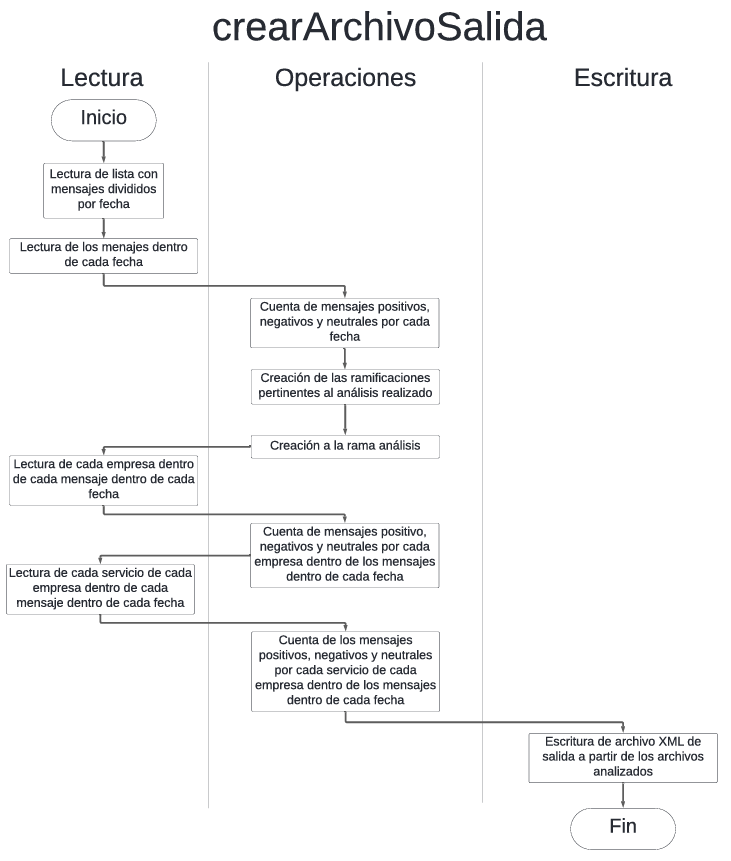 crearArchivoSalida
Lectura
Operaciones
Escritura
Inicio
Lectura de lista con
mensajes divididos
por fecha
Lectura de los menajes dentro
de cada fecha
Cuenta de mensajes positivos,
negativos y neutrales por cada
fecha
Creación de las ramificaciones
pertinentes al análisis realizado
Creación a la rama análisis
Lectura de cada empresa dentro
de cada mensaje dentro de cada
fecha
Cuenta de mensajes positivo,
negativos y neutrales por cada
empresa dentro de los mensajes
dentro de cada fecha
Lectura de cada servicio de cada
empresa dentro de cada
mensaje dentro de cada fecha
Cuenta de los mensajes
positivos, negativos y neutrales
por cada servicio de cada
empresa dentro de los mensajes
dentro de cada fecha
Escritura de archivo XML de
salida a partir de los archivos
analizados
Fin